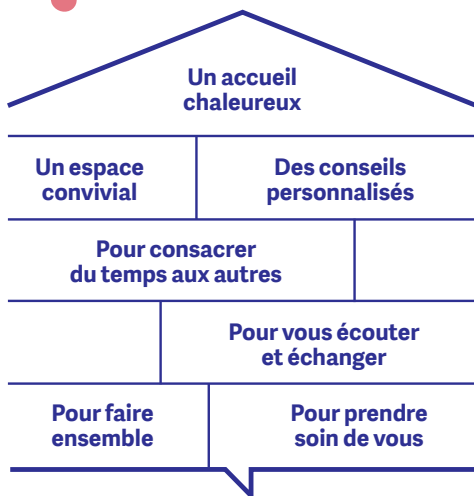 Un accueil
chaleureux
Un espace
convivial
Des conseils
personnalisés
Pour consacrer
du temps aux autres
Pour vous écouter
et échanger
Pour faire
ensemble
Pour prendre
soin de vous